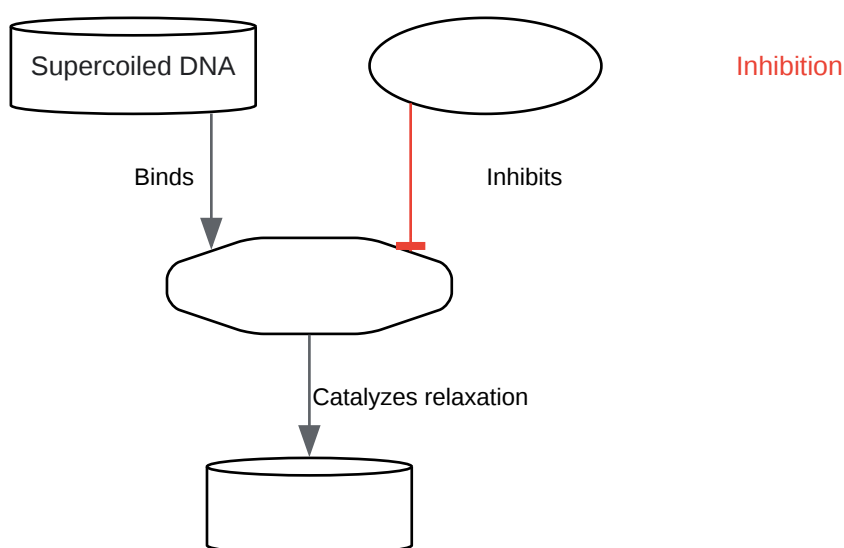 Supercoiled DNA
Inhibition
Binds
Inhibits
Catalyzes relaxation